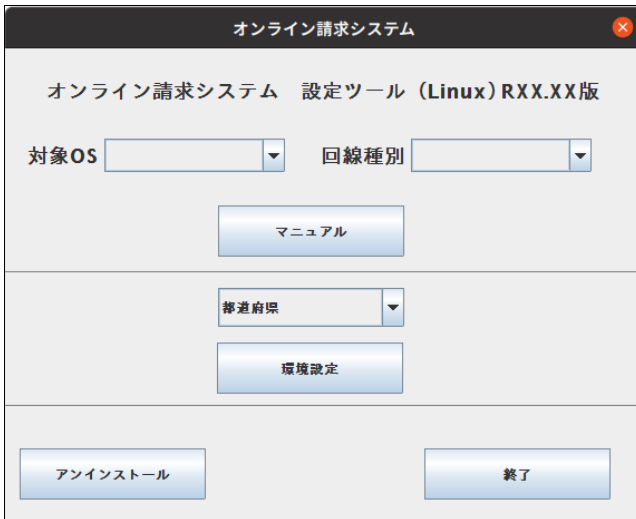 オンライン請求システム
オンライン請求システム　設定ツール（Linux）RXX.XX版
対象OS　回線種別
マニュアル
都道府県
環境設定
アンインストール　終了